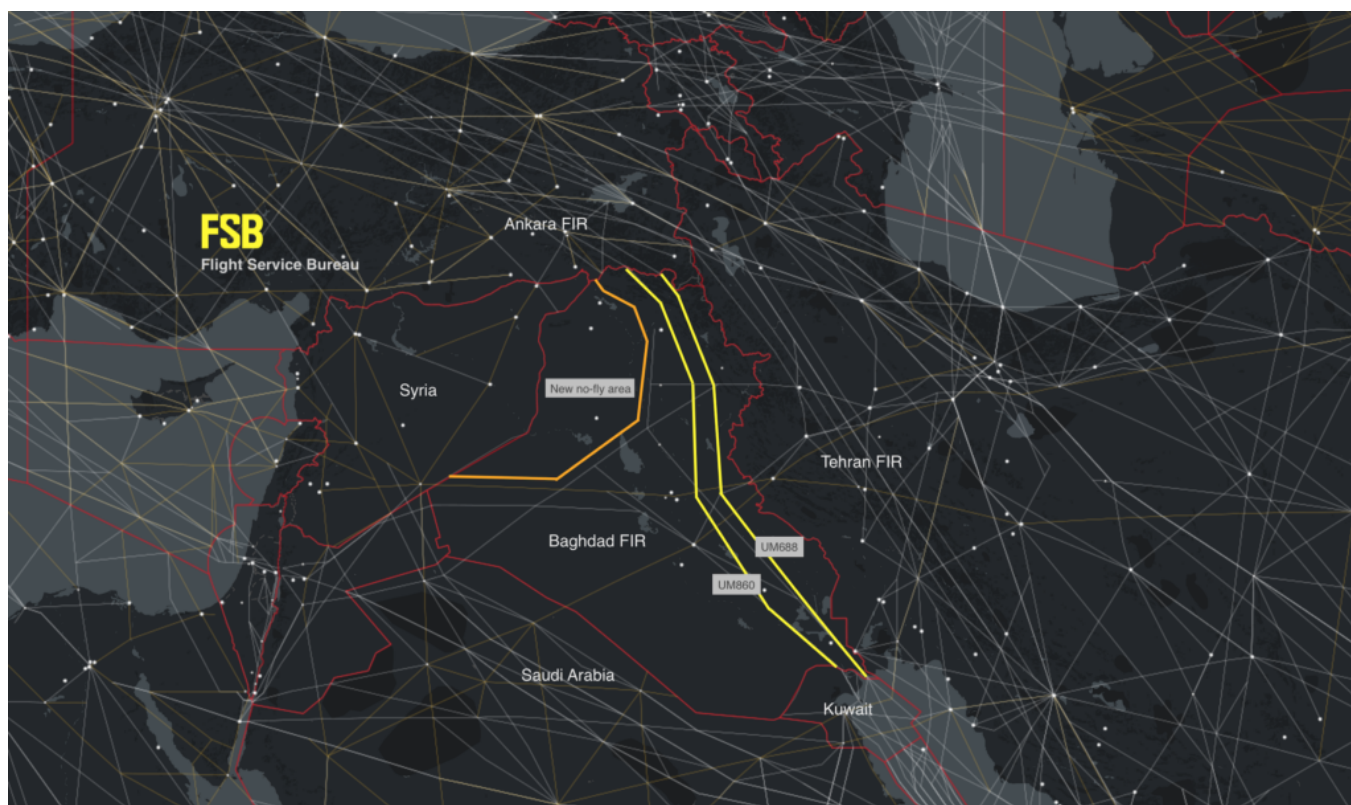 FSB
Flight Service Bureau
Ankara FIR
Syria
New no-fly area
Tehran FIR
Baghdad FIR
UM688
UM860
Saudi Arabia
Kuwait